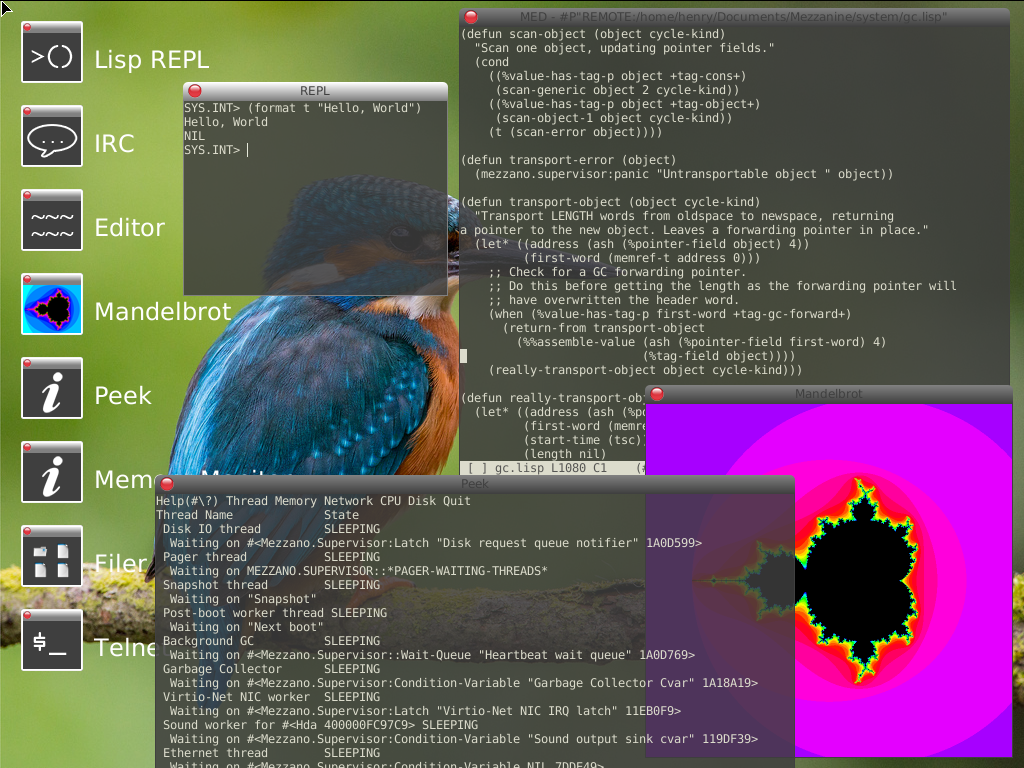 Lisp REPL
IRC
Editor
Mandelbrot
Peek
Mem
Filer
Telne
REPL
SYS.INT> (format t "Hello, World")
Hello, World
NIL
SYS.INT>
MED - #P"REMOTE:/home/henry/Documents/Mezzanine/system/gc.lisp"
(defun scan-object (object cycle-kind)
"Scan one object, updating pointer fields."
(cond
((%value-has-tag-p object +tag-cons+)
(scan-generic object 2 cycle-kind))
((%value-has-tag-p object +tag-object+)
(scan-object-1 object cycle-kind))
(t (scan-error object))))
(defun transport-error (object)
(mezzano.supervisor:panic "Untransportable object " object))
(defun transport-object (object cycle-kind)
"Transport LENGTH words from oldspace to newspace, returning
a pointer to the new object. Leaves a forwarding pointer in place."
(let* ((address (ash (%pointer-field object) 4))
(first-word (memref-t address 0)))
;; Check for a GC forwarding pointer.
;; Do this before getting the length as the forwarding pointer will
;; have overwritten the header word.
(when (%value-has-tag-p first-word +tag-gc-forward+)
(return-from transport-object
(%%assemble-value (ash (%pointer-field first-word) 4)
(%tag-field object))))
(really-transport-object object cycle-kind)))
(defun really-transport-ob
(let* ((address (ash (%po
(first-word (memre
(start-time (tsc))
(length nil)
[ ] gc.lisp L1080 C1 (#
Mandelbrot
Peek
Help(#\?) Thread Memory Network CPU Disk Quit
Thread Name State
Disk IO thread SLEEPING
Waiting on #<Mezzano.Supervisor:Latch "Disk request queue notifier" 1A0D599>
Pager thread SLEEPING
Waiting on MEZZANO.SUPERVISOR::*PAGER-WAITING-THREADS*
Snapshot thread SLEEPING
Waiting on "Snapshot"
Post-boot worker thread SLEEPING
Waiting on "Next boot"
Background GC SLEEPING
Waiting on #<Mezzano.Supervisor::Wait-Queue "Heartbeat wait queue" 1A0D769>
Garbage Collector SLEEPING
Waiting on #<Mezzano.Supervisor:Condition-Variable "Garbage Collector Cvar" 1A18A19>
Virtio-Net NIC worker SLEEPING
Waiting on #<Mezzano.Supervisor:Latch "Virtio-Net NIC IRQ latch" 11EB0F9>
Sound worker for #<Hda 400000FC97C9> SLEEPING
Waiting on #<Mezzano.Supervisor:Condition-Variable "Sound output sink cvar" 119DF39>
Ethernet thread SLEEPING
Waiting on #<Mezzano.Supervisor:Condition-Variable NIL 7DDE49>